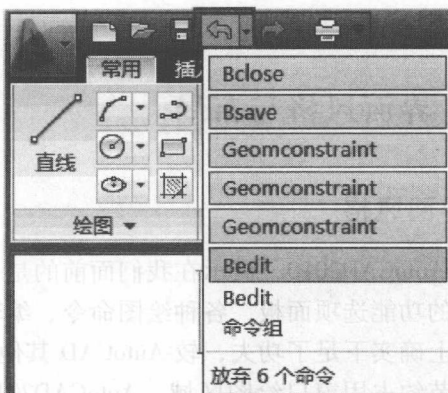 常用
插
直线
绘图
Bclose
Bsave
Geomconstraint
Geomconstraint
Geomconstraint
Bedit
Bedit
命令组
放弃 6 个命令